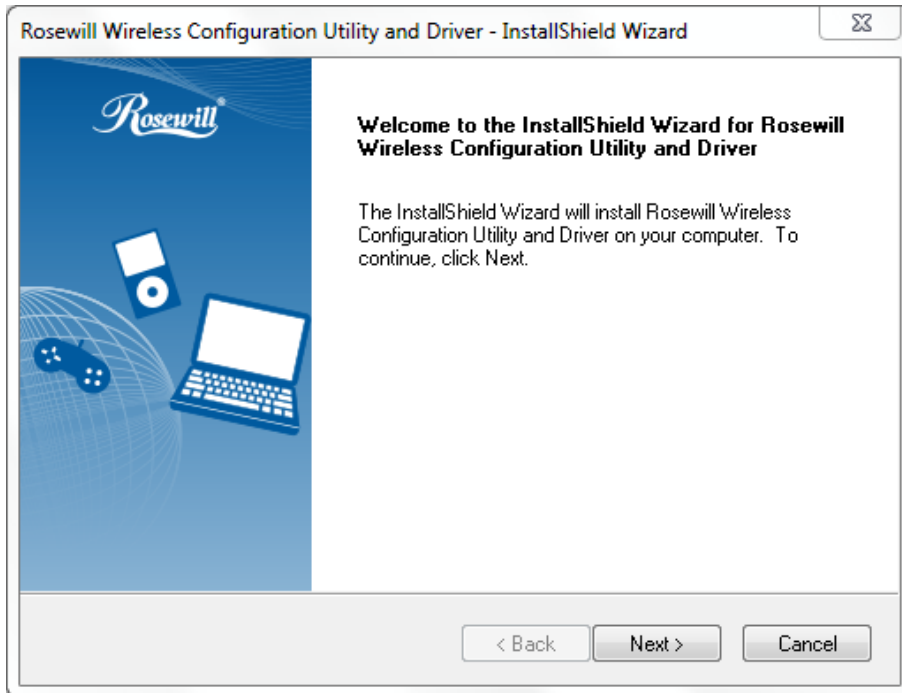 Rosewill Wireless Configuration Utility and Driver - InstallShield Wizard
Rosewill®
Welcome to the InstallShield Wizard for Rosewill
Wireless Configuration Utility and Driver
The InstallShield Wizard will install Rosewill Wireless
Configuration Utility and Driver on your computer.  To
continue, click Next.
< Back
Next >
Cancel